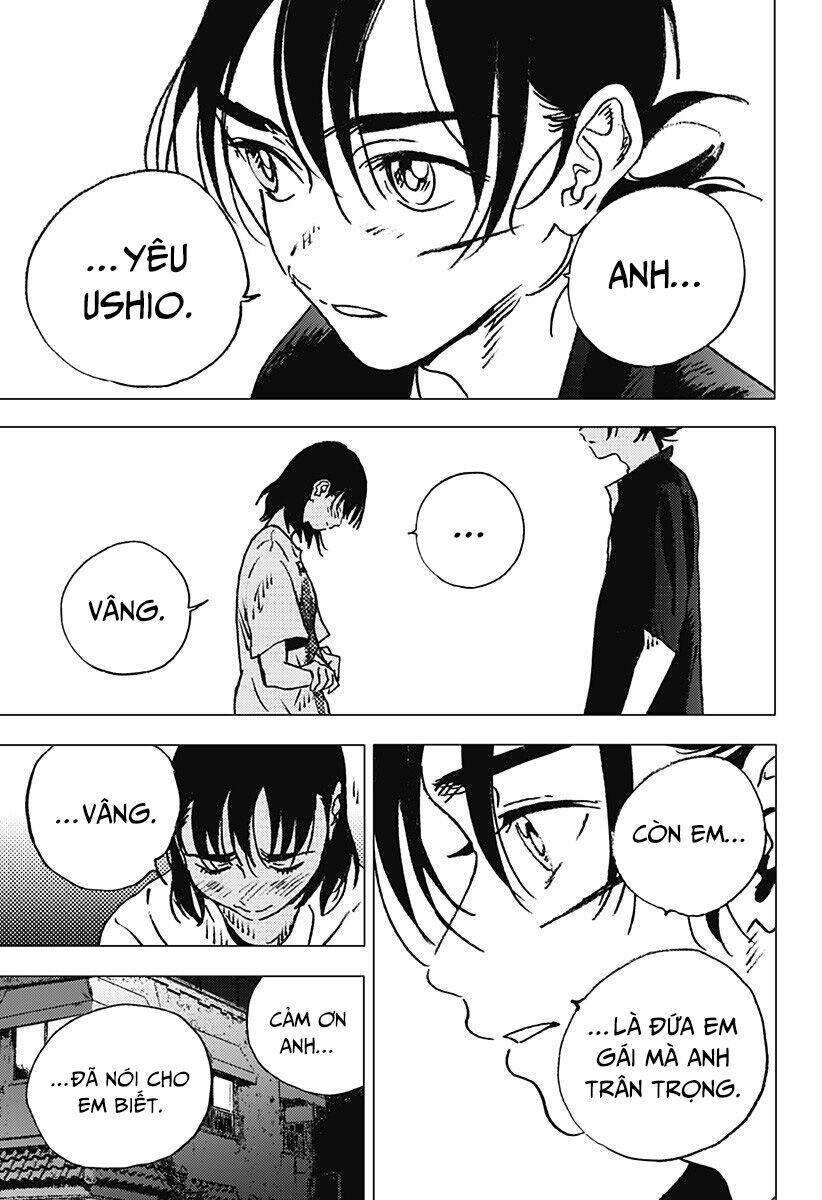 ANH...
...YÊU
USHIO.
...
VÂNG.
CÒN EM...
...LÀ ĐỨA EM
GÁI MÀ ANH
TRÂN TRỌNG.
...VÂNG.
CẢM ƠN
ANH...
...ĐÃ NÓI CHO
EM BIẾT.